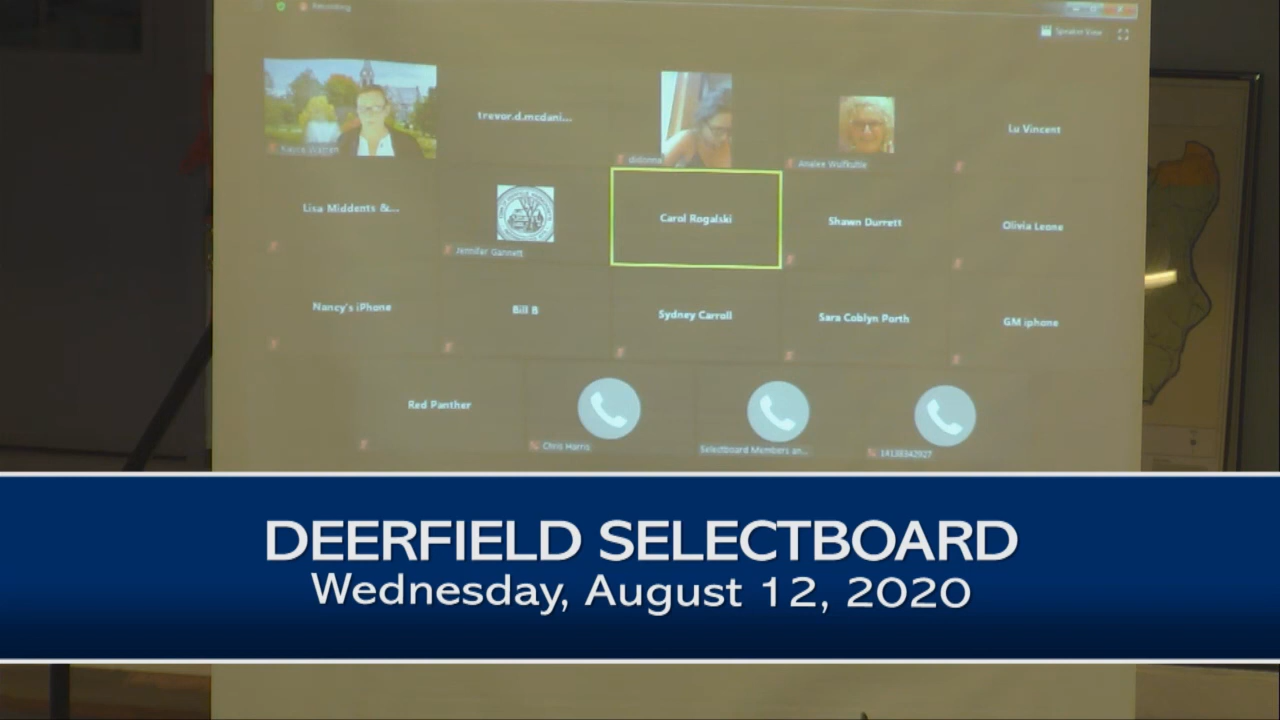 Recording
Speaker View
trevor.d.mcdani...
Lu Vincent
didonna
Analee Wulfkuhle
Lisa Middents &...
Carol Rogalski
Shawn Durrett
Olivia Leone
Jennifer Gannett
Nancy's iPhone
Bill B
Sydney Carroll
Sara Coblyn Porth
GM iphone
Red Panther
Chris Harris
Selectboard Members an...
14138342927
DEERFIELD SELECTBOARD
Wednesday, August 12, 2020